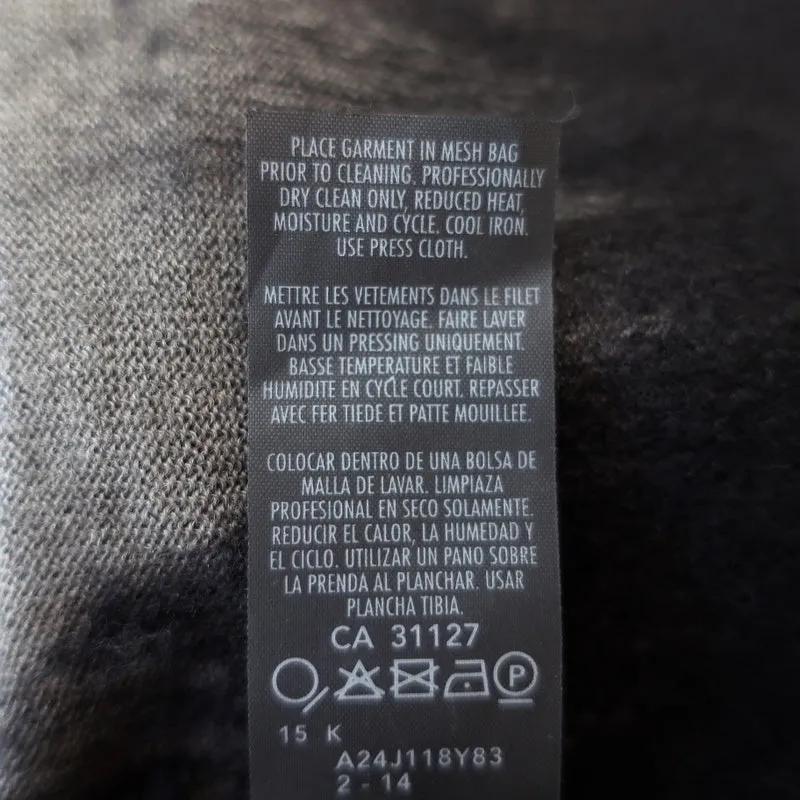 PLACE GARMENT IN MESH BAG
PRIOR TO CLEANING. PROFESSIONALLY
DRY CLEAN ONLY, REDUCED HEAT,
MOISTURE AND CYCLE. COOL IRON.
USE PRESS CLOTH.
METTRE LES VETEMENTS DANS LE FILET
AVANT LE NETTOYAGE. FAIRE LAVER
DANS UN PRESSING UNIQUEMENT.
BASSE TEMPERATURE ET FAIBLE
HUMIDITE EN CYCLE COURT. REPASSER
AVEC FER TIEDE ET PATTE MOUILLEE.
COLOCAR DENTRO DE UNA BOLSA DE
MALLA DE LAVAR. LIMPIAZA
PROFESIONAL EN SECO SOLAMENTE.
REDUCIR EL CALOR, LA HUMEDAD Y
EL CICLO. UTILIZAR UN PANO SOBRE
LA PRENDA AL PLANCHAR. USAR
PLANCHA TIBIA.
CA 31127
P
15 K
A24J118Y83
2 - 14